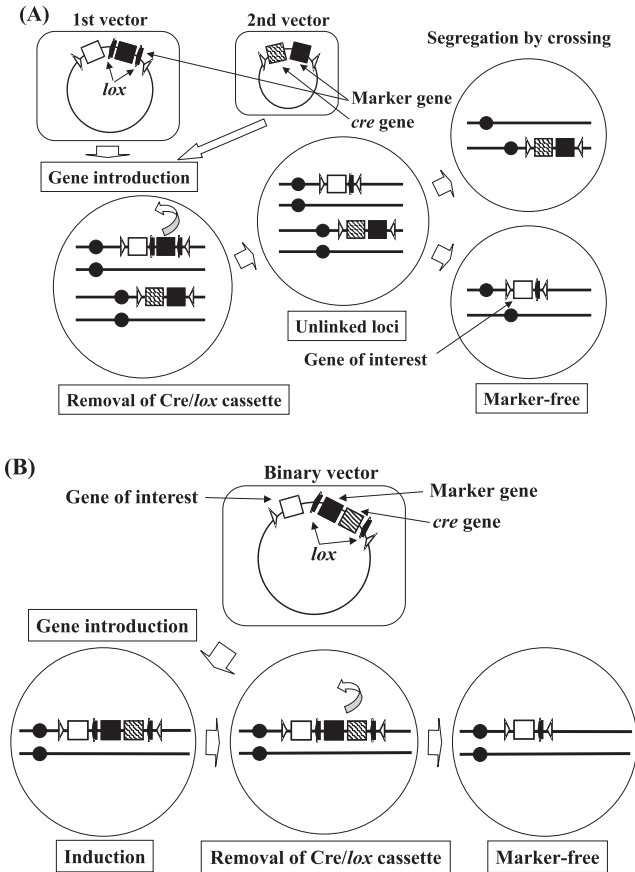 (A)
1st vector
2nd vector
Segregation by crossing
lox
Marker gene
cre gene
Gene introduction
Unlinked loci
Gene of interest
Removal of Cre/lox cassette
Marker-free
(B)
Binary vector
Gene of interest
Marker gene
cre gene
lox
Gene introduction
Induction
Removal of Cre/lox cassette
Marker-free